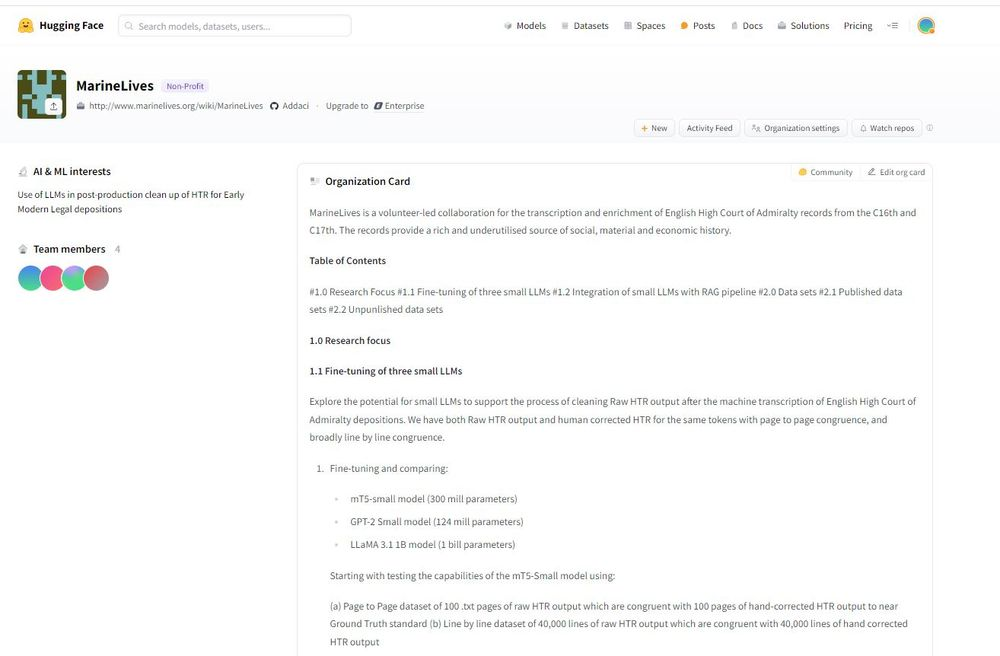 Hugging Face
Search models, datasets, users...
Models
Datasets
Spaces
Posts
Docs
Solutions
Pricing
MarineLives
Non-Profit
http://www.marinelives.org/wiki/MarineLives
Addaci
· Upgrade to
Enterprise
+ New
Activity Feed
Organization settings
Watch repos
AI & ML interests
Use of LLMs in post-production clean up of HTR for Early
Modern Legal depositions
Team members 4
Organization Card
Community
Edit org card
MarineLives is a volunteer-led collaboration for the transcription and enrichment of English High Court of Admiralty records from the C16th and
C17th. The records provide a rich and underutilised source of social, material and economic history.
Table of Contents
#1.0 Research Focus #1.1 Fine-tuning of three small LLMs #1.2 Integration of small LLMs with RAG pipeline #2.0 Data sets #2.1 Published data
sets #2.2 Unpunlished data sets
1.0 Research focus
1.1 Fine-tuning of three small LLMs
Explore the potential for small LLMs to support the process of cleaning Raw HTR output after the machine transcription of English High Court of
Admiralty depositions. We have both Raw HTR output and human corrected HTR for the same tokens with page to page congruence, and
broadly line by line congruence.
1. Fine-tuning and comparing:
mT5-small model (300 mill parameters)
GPT-2 Small model (124 mill parameters)
LLaMA 3.1 1B model (1 bill parameters)
Starting with testing the capabilities of the mT5-Small model using:
(a) Page to Page dataset of 100 .txt pages of raw HTR output which are congruent with 100 pages of hand-corrected HTR output to near
Ground Truth standard (b) Line by line dataset of 40,000 lines of raw HTR output which are congruent with 40,000 lines of hand corrected
HTR output